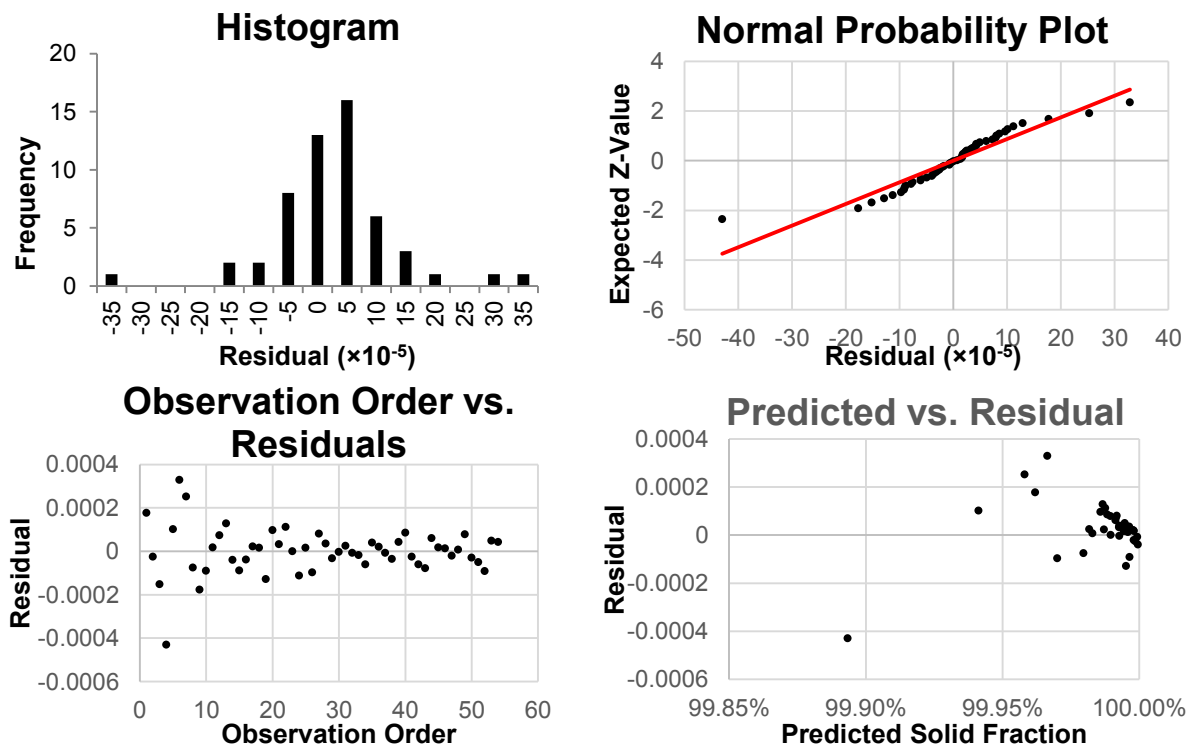 Histogram
20
15
10
5
0
Frequency
-35 -30 -25 -20 -15 -10 -5 0 5 10 15 20 25 30 35
Residual (×10⁻⁵)
Normal Probability Plot
4
2
0
-2
-4
-6
Expected Z-Value
-50 -40 -30 -20 -10 0 10 20 30 40
Residual (×10⁻⁵)
Observation Order vs.
Residuals
0.0004
0.0002
0
-0.0002
-0.0004
-0.0006
Residual
0 10 20 30 40 50 60
Observation Order
Predicted vs. Residual
0.0004
0.0002
0
-0.0002
-0.0004
-0.0006
Residual
99.85% 99.90% 99.95% 100.00%
Predicted Solid Fraction